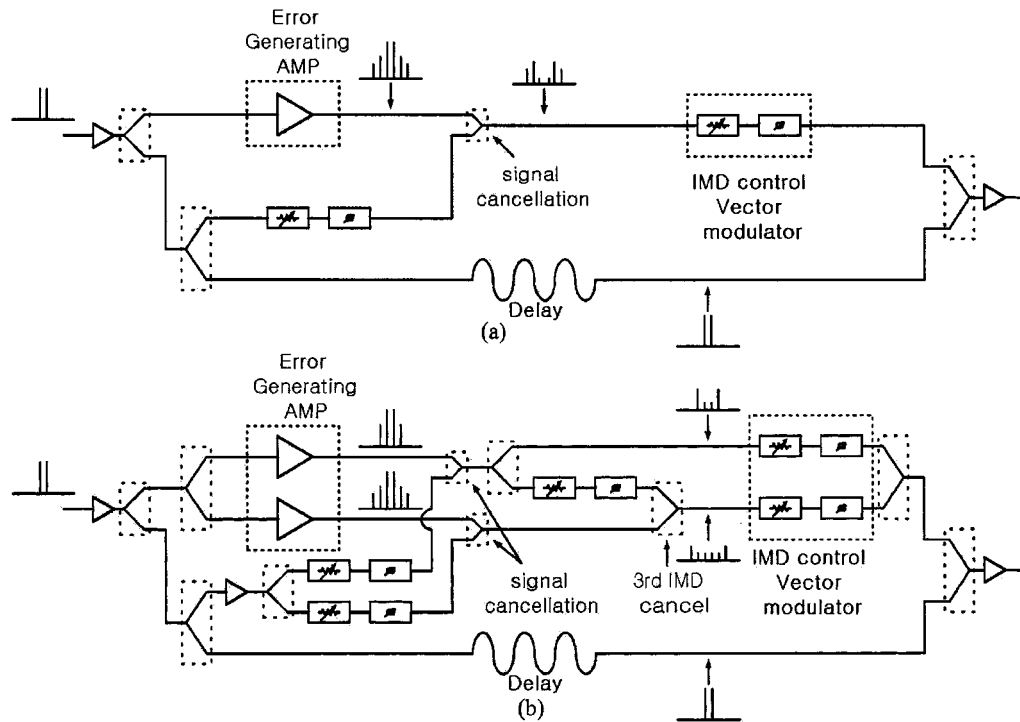 Error
Generating
AMP
signal
cancellation
IMD control
Vector
modulator
Delay
(a)
Error
Generating
AMP
signal
cancellation
3rd IMD
cancel
IMD control
Vector
modulator
Delay
(b)